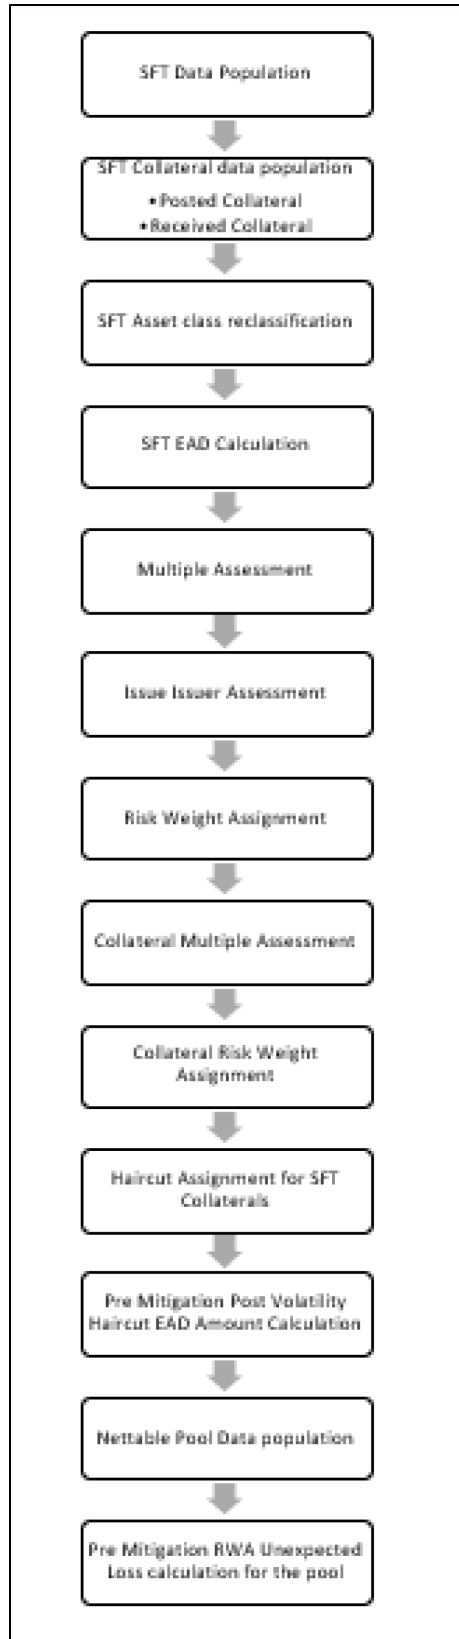 SFT Data Population
SFT Collateral data population
•Posted Collateral
•Received Collateral
SFT Asset class reclassification
SFT EAD Calculation
Multiple Assessment
Issue Issuer Assessment
Risk Weight Assignment
Collateral Multiple Assessment
Collateral Risk Weight
Assignment
Haircut Assignment for SFT
Collaterals
Pre Mitigation Post Volatility
Haircut EAD Amount Calculation
Nettable Pool Data population
Pre Mitigation RWA Unexpected
Loss calculation for the pool